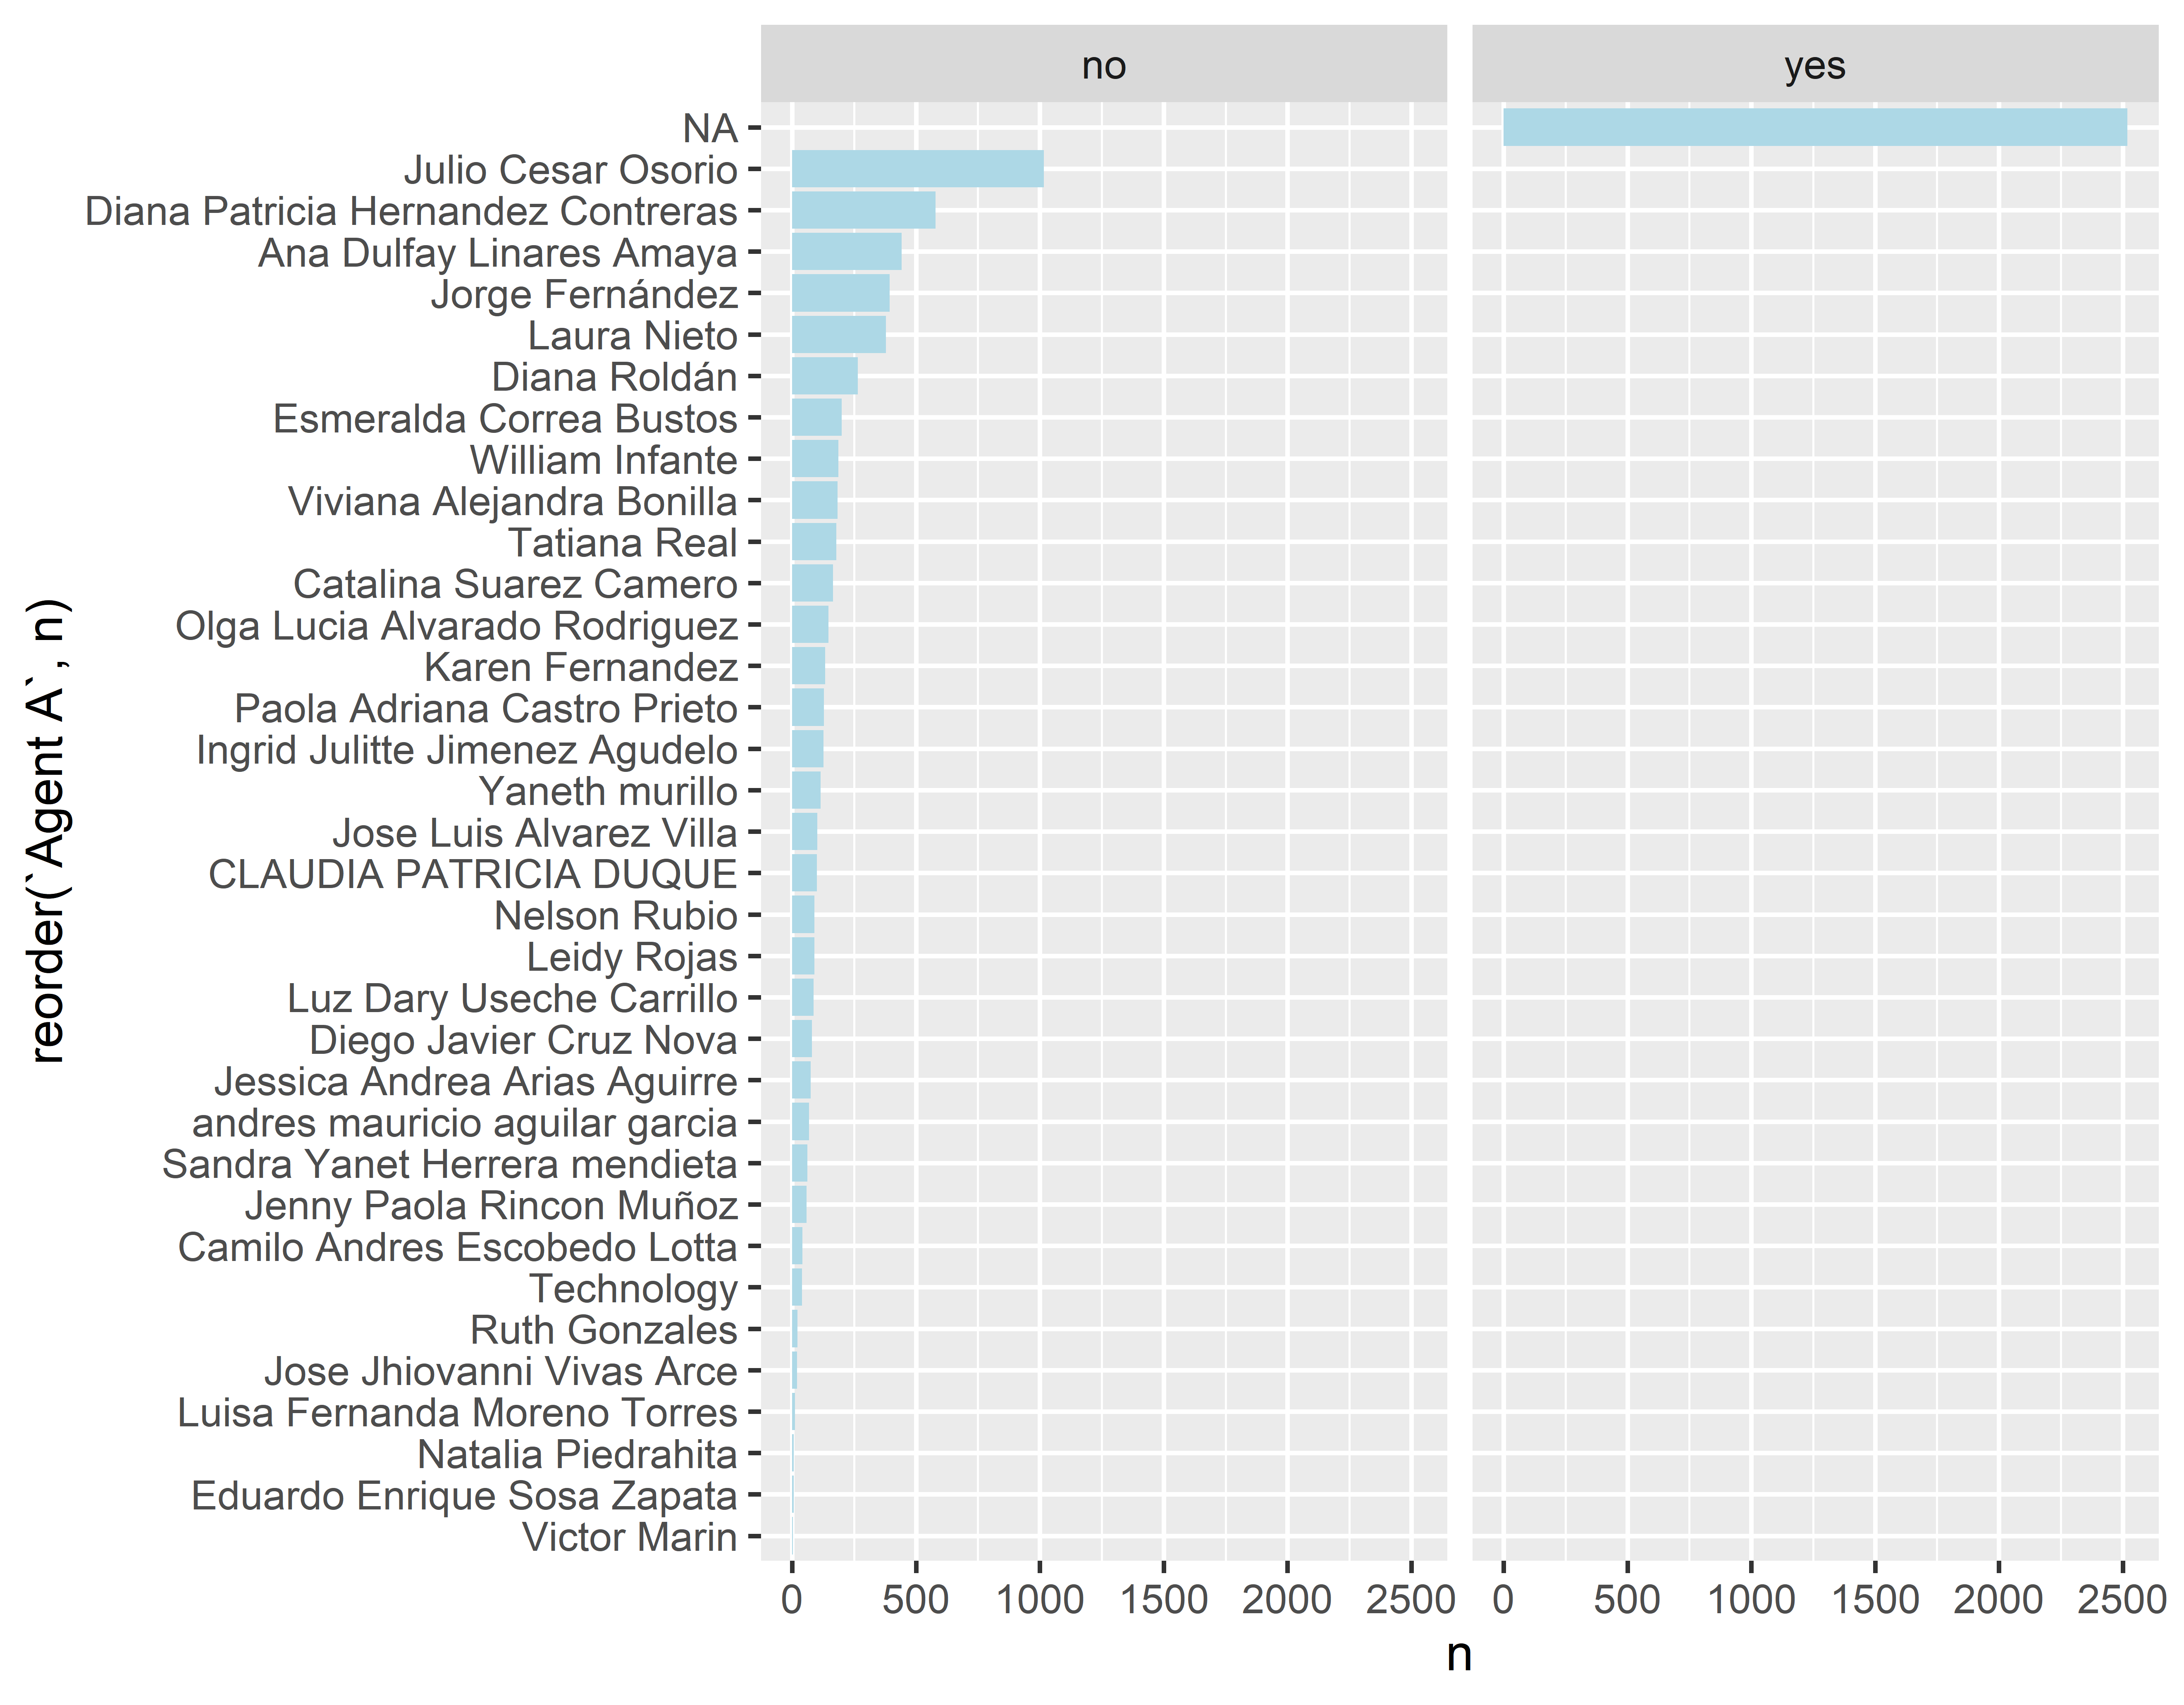 no
yes
NA
Julio Cesar Osorio
Diana Patricia Hernandez Contreras
Ana Dulfay Linares Amaya
Jorge Fernández
Laura Nieto
Diana Roldán
Esmeralda Correa Bustos
William Infante
Viviana Alejandra Bonilla
Tatiana Real
Catalina Suarez Camero
Olga Lucia Alvarado Rodriguez
Karen Fernandez
Paola Adriana Castro Prieto
Ingrid Julitte Jimenez Agudelo
Yaneth murillo
Jose Luis Alvarez Villa
CLAUDIA PATRICIA DUQUE
Nelson Rubio
Leidy Rojas
Luz Dary Useche Carrillo
Diego Javier Cruz Nova
Jessica Andrea Arias Aguirre
andres mauricio aguilar garcia
Sandra Yanet Herrera mendieta
Jenny Paola Rincon Muñoz
Camilo Andres Escobedo Lotta
Technology
Ruth Gonzales
Jose Jhiovanni Vivas Arce
Luisa Fernanda Moreno Torres
Natalia Piedrahita
Eduardo Enrique Sosa Zapata
Victor Marin
reorder(`Agent A`, n)
0 500 1000 1500 2000 2500
0 500 1000 1500 2000 2500
n